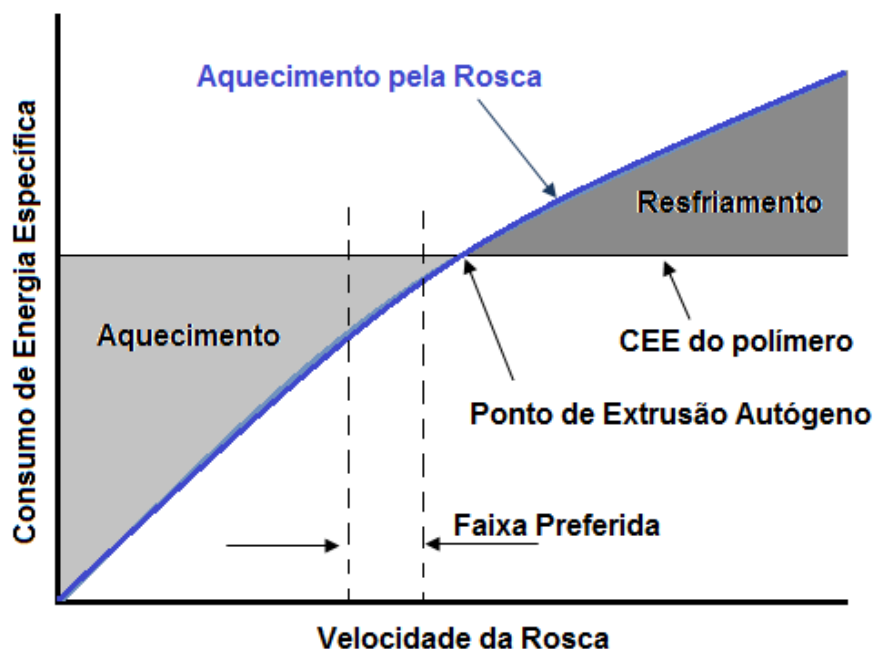 Aquecimento pela Rosca
Resfriamento
Aquecimento
CEE do polímero
Ponto de Extrusão Autógeno
Faixa Preferida
Consumo de Energia Específica
Velocidade da Rosca